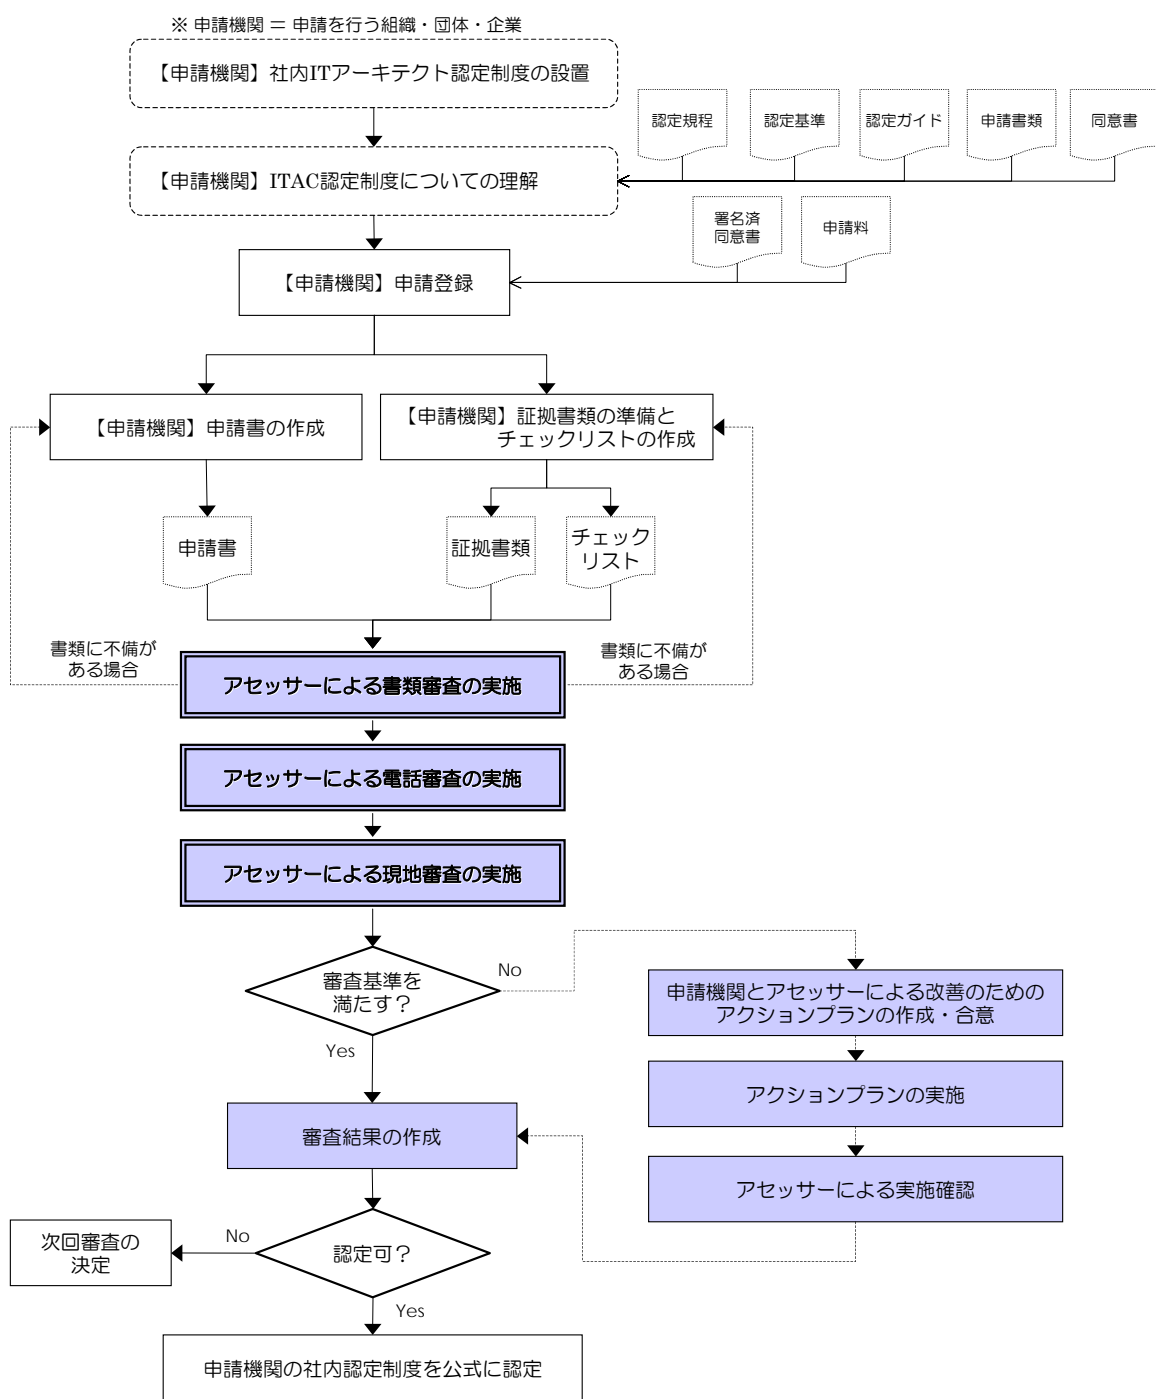 ※ 申請機関 = 申請を行う組織・団体・企業
【申請機関】社内ITアーキテクト認定制度の設置
認定規程
認定基準
認定ガイド
申請書類
同意書
【申請機関】ITAC認定制度についての理解
署名済
同意書
申請料
【申請機関】申請登録
【申請機関】申請書の作成
【申請機関】証拠書類の準備と
チェックリストの作成
申請書
証拠書類
チェック
リスト
書類に不備が
ある場合
書類に不備が
ある場合
アセッサーによる書類審査の実施
アセッサーによる電話審査の実施
アセッサーによる現地審査の実施
審査基準を
満たす？
No
Yes
申請機関とアセッサーによる改善のための
アクションプランの作成・合意
アクションプランの実施
審査結果の作成
アセッサーによる実施確認
次回審査の
決定
No
認定可？
Yes
申請機関の社内認定制度を公式に認定